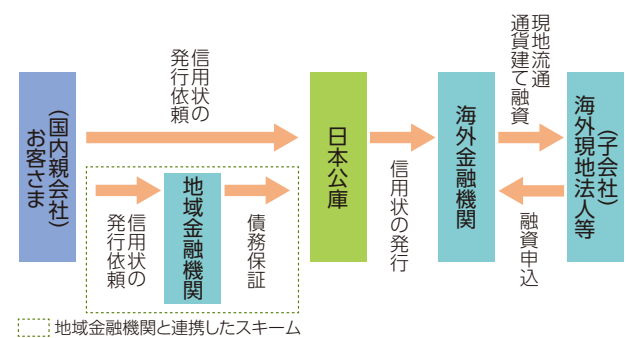 お客さま
（国内親会社）
信用状の
発行依頼
信用状の
発行依頼
地域金融機関
債務保証
日本公庫
信用状の発行
海外金融機関
現地流通
通貨建て融資
融資申込
海外現地法人等
（子会社）
地域金融機関と連携したスキーム